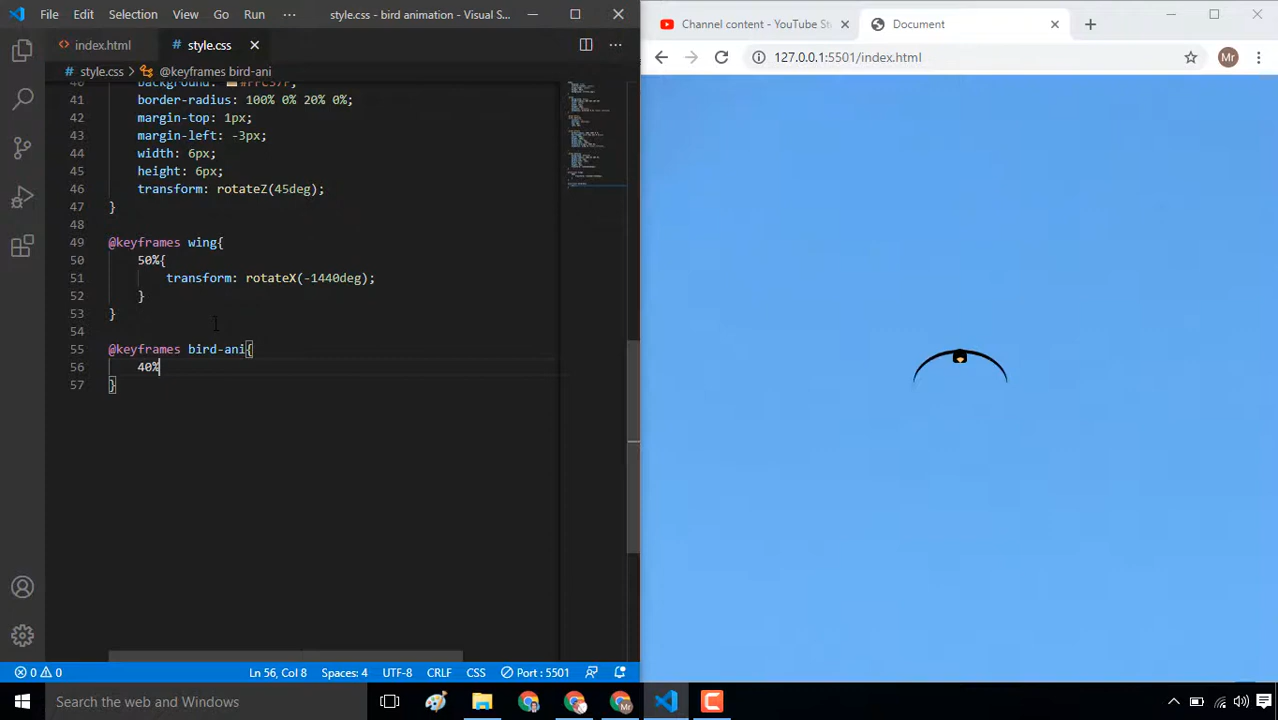 File Edit Selection View Go Run ··· style.css - bird animation - Visual S...
index.html style.css
style.css @keyframes bird-ani
40 background: #FFC37F;
41 border-radius: 100% 0% 20% 0%;
42 margin-top: 1px;
43 margin-left: -3px;
44 width: 6px;
45 height: 6px;
46 transform: rotateZ(45deg);
47 }
48
49 @keyframes wing{
50 50%{
51 transform: rotateX(-1440deg);
52 }
53 }
54
55 @keyframes bird-ani{
56 40%
57 }
0 0 Ln 56, Col 8 Spaces: 4 UTF-8 CRLF CSS Port : 5501
Channel content - YouTube St Document
127.0.0.1:5501/index.html Mr
Search the web and Windows